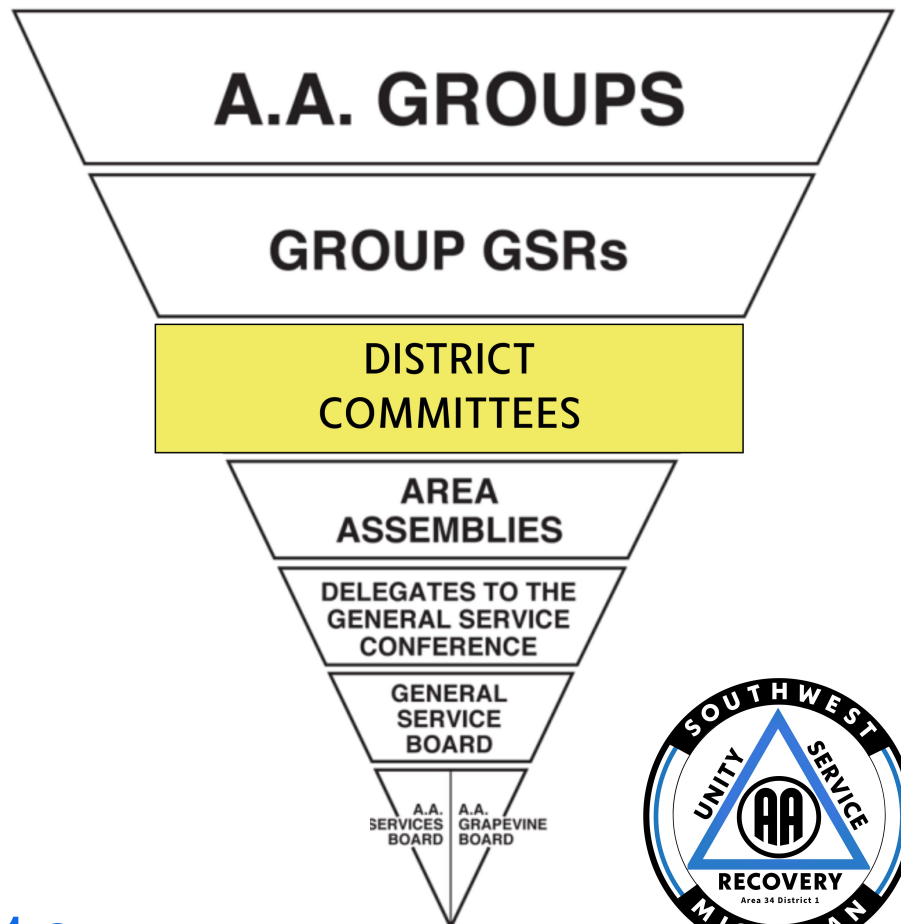 A.A. GROUPS
GROUP GSRs
DISTRICT
COMMITTEES
AREA
ASSEMBLIES
DELEGATES TO THE
GENERAL SERVICE
CONFERENCE
GENERAL
SERVICE
BOARD
A.A.
SERVICES
BOARD
A.A.
GRAPEVINE
BOARD
SOUTHWEST
UNITY
SERVICE
AA
RECOVERY
Area 34 District 1